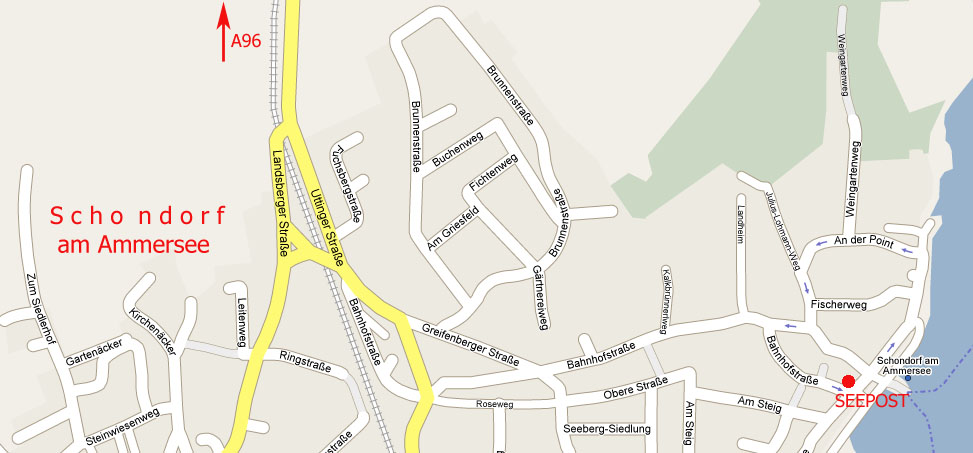 A96
Schondorf
am Ammersee
Landsberger Straße
Uttinger Straße
Fuchsbergstraße
Brunnenstraße
Brunnenstraße
Brunnenstraße
Buchenweg
Fichtenweg
Am Griesfeld
Gärtnereiweg
Weingartenweg
Weingartenweg
Landheim
Julius-Lohmann-Weg
An der Point
Fischerweg
Kalkbrunnenweg
Zum Siedlerhof
Kirchenäcker
Leitenweg
Gartenäcker
Ringstraße
Bahnhofstraße
Greifenberger Straße
Bahnhofstraße
Bahnhofstraße
Schondorf am
Ammersee
SEEPOST
Obere Straße
Roseweg
Am Steig
Am Steig
Seeberg-Siedlung
Steinwiesenweg
straße